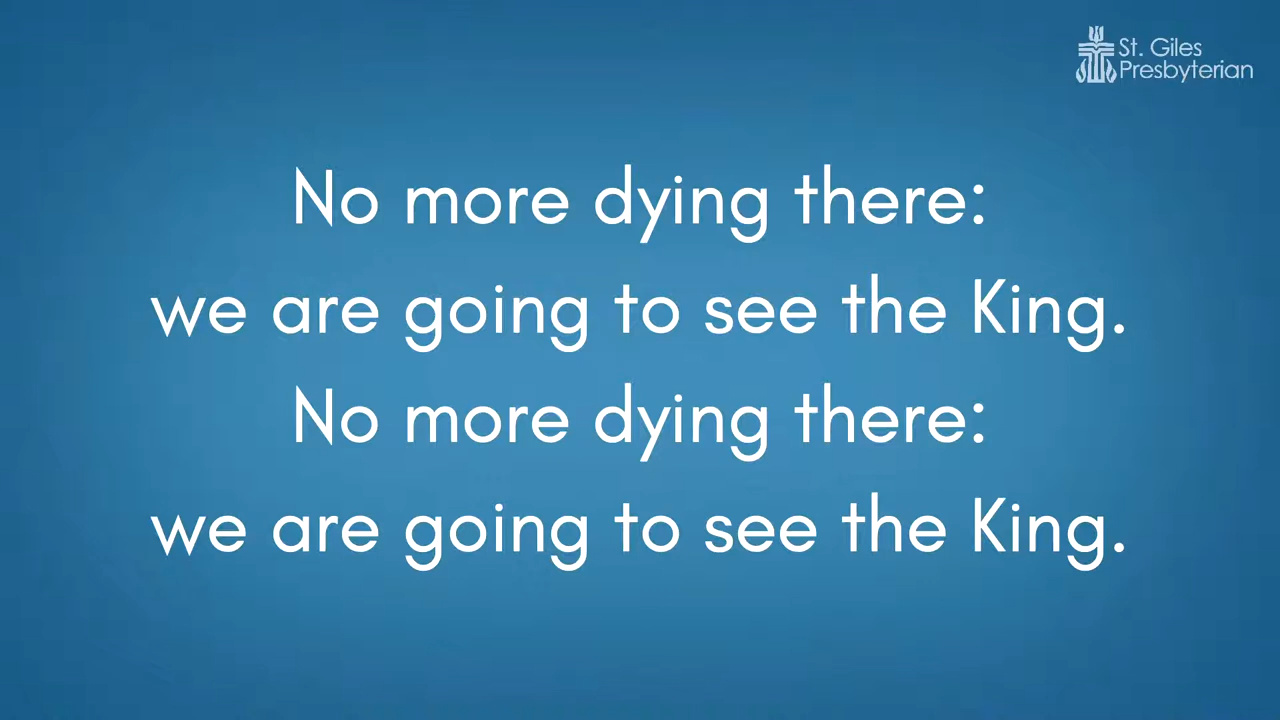 St. Giles
Presbyterian
No more dying there:
we are going to see the King.
No more dying there:
we are going to see the King.